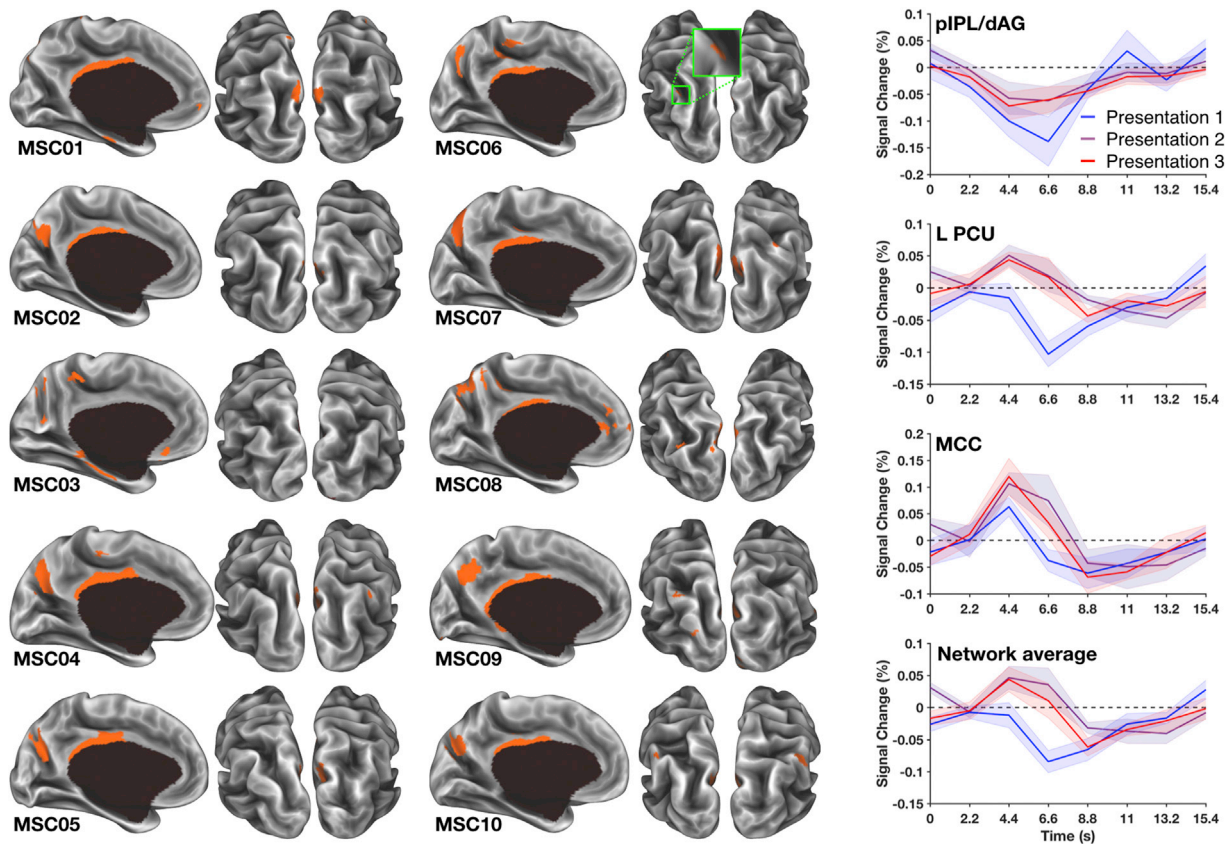 MSC01
MSC06
MSC02
MSC07
MSC03
MSC08
MSC04
MSC09
MSC05
MSC10
pIPL/dAG
Signal Change (%)
0.1
0.05
0
-0.05
-0.1
-0.15
-0.2
Presentation 1
Presentation 2
Presentation 3
0 2.2 4.4 6.6 8.8 11 13.2 15.4
L PCU
Signal Change (%)
0.1
0.05
0
-0.05
-0.1
-0.15
0 2.2 4.4 6.6 8.8 11 13.2 15.4
MCC
Signal Change (%)
0.2
0.15
0.1
0.05
0
-0.05
-0.1
0 2.2 4.4 6.6 8.8 11 13.2 15.4
Network average
Signal Change (%)
0.1
0.05
0
-0.05
-0.1
-0.15
0 2.2 4.4 6.6 8.8 11 13.2 15.4
Time (s)